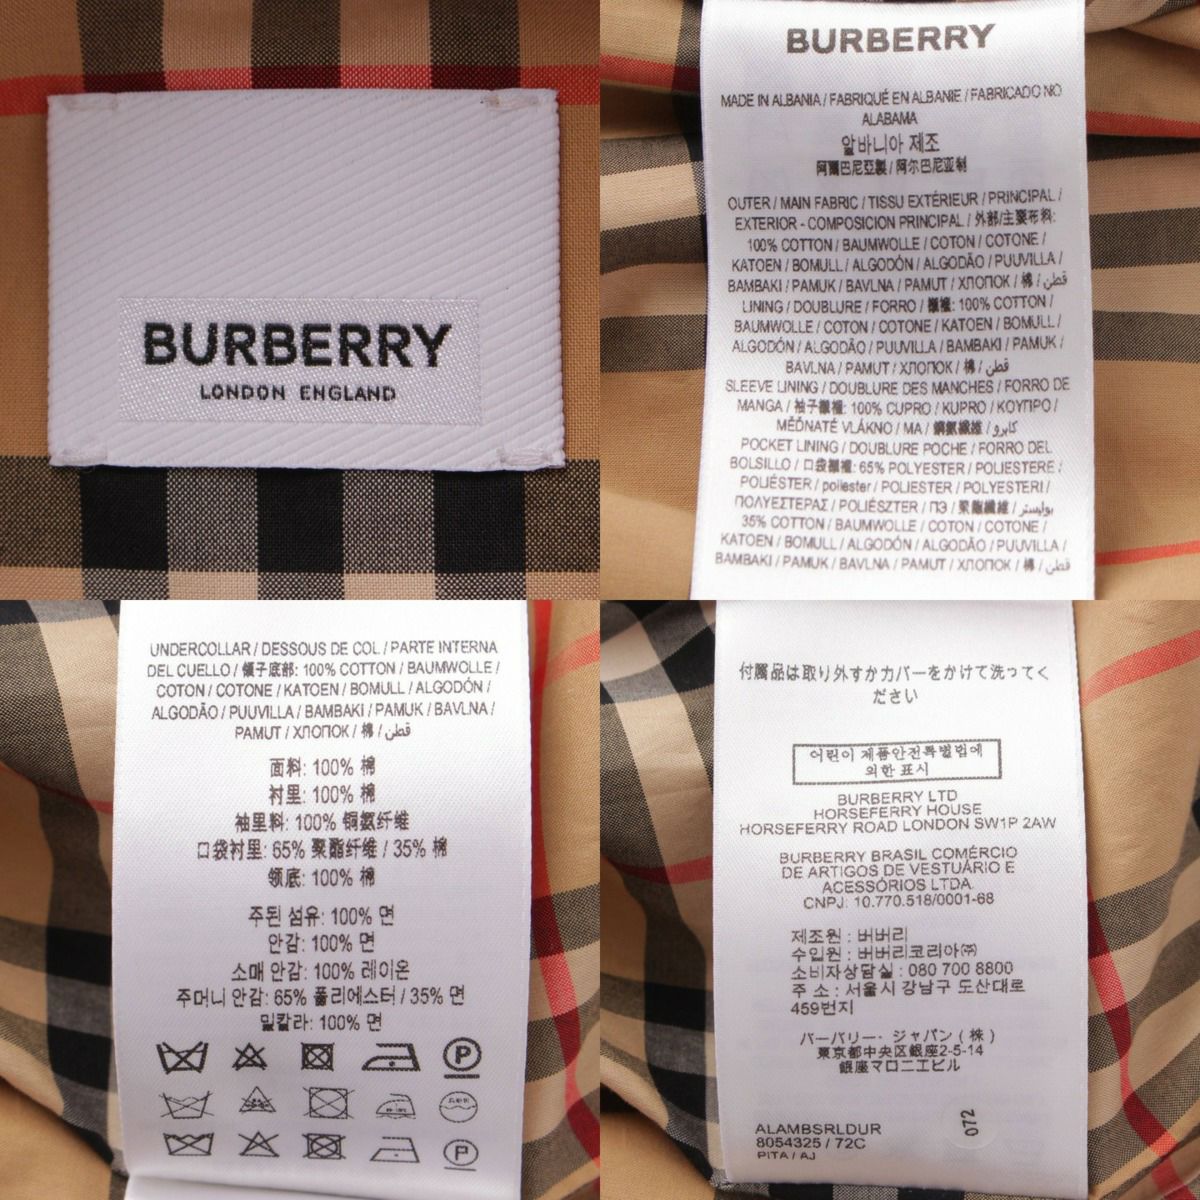 BURBERRY
LONDON ENGLAND
BURBERRY
MADE IN ALBANIA / FABRIQUÉ EN ALBANIE / FABRICADO NO
ALABAMA
알바니아 제조
阿爾巴尼亞製 / 阿尔巴尼亚制
OUTER / MAIN FABRIC / TISSU EXTÉRIEUR / PRINCIPAL /
EXTERIOR - COMPOSICION PRINCIPAL / 外部/主要布料:
100% COTTON / BAUMWOLLE / COTON / COTONE /
KATOEN / BOMULL / ALGODÓN / ALGODÃO / PUUVILLA /
BAMBAKI / PAMUK / BAVLNA / PAMUT / ХЛОПОК / 棉 / قطن
LINING / DOUBLURE / FORRO / 襯裡: 100% COTTON /
BAUMWOLLE / COTON / COTONE / KATOEN / BOMULL /
ALGODÓN / ALGODÃO / PUUVILLA / BAMBAKI / PAMUK /
BAVLNA / PAMUT / ХЛОПОК / 棉 / قطن
SLEEVE LINING / DOUBLURE DES MANCHES / FORRO DE
MANGA / 袖子襯裡: 100% CUPRO / KUPRO / ΚΟΥΠΡΟ /
MĚĎNATÉ VLÁKNO / MA / 銅氨纖維 / كابرو
POCKET LINING / DOUBLURE POCHE / FORRO DEL
BOLSILLO / 口袋襯裡: 65% POLYESTER / POLIESTERE /
POLIÉSTER / poliester / POLIESTER / POLYESTERI /
ΠΟΛΥΕΣΤΕΡΑΣ / POLIÉSZTER / ПЭ / 聚酯纖維 / بوليستر
35% COTTON / BAUMWOLLE / COTON / COTONE /
KATOEN / BOMULL / ALGODÓN / ALGODÃO / PUUVILLA /
BAMBAKI / PAMUK / BAVLNA / PAMUT / ХЛОПОК / 棉 / قطن
UNDERCOLLAR / DESSOUS DE COL / PARTE INTERNA
DEL CUELLO / 領子底部: 100% COTTON / BAUMWOLLE /
COTON / COTONE / KATOEN / BOMULL / ALGODÓN /
ALGODÃO / PUUVILLA / BAMBAKI / PAMUK / BAVLNA /
PAMUT / ХЛОПОК / 棉 / قطن
面料: 100% 棉
衬里: 100% 棉
袖里料: 100% 铜氨纤维
口袋衬里: 65% 聚酯纤维 / 35% 棉
领底: 100% 棉
주된 섬유: 100% 면
안감: 100% 면
소매 안감: 100% 레이온
주머니 안감: 65% 폴리에스터 / 35% 면
밑칼라: 100% 면
P
P
付属品は取り外すかカバーをかけて洗ってく
ださい
어린이 제품안전특별법에
의한 표시
BURBERRY LTD
HORSEFERRY HOUSE
HORSEFERRY ROAD LONDON SW1P 2AW
BURBERRY BRASIL COMÉRCIO
DE ARTIGOS DE VESTUÁRIO E
ACESSÓRIOS LTDA.
CNPJ: 10.770.518/0001-68
제조원 : 버버리
수입원 : 버버리코리아㈜
소비자상담실 : 080 700 8800
주 소 : 서울시 강남구 도산대로
459번지
バーバリー・ジャパン ( 株 )
東京都中央区銀座2-5-14
銀座マロニエビル
072
ALAMBSRLDUR
8054325 / 72C
PITA / AJ